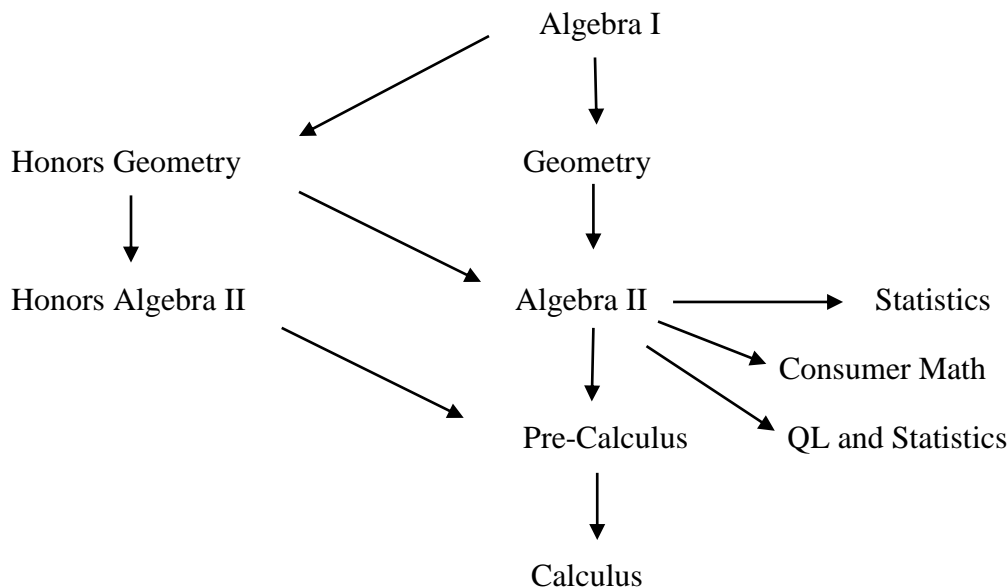 Algebra I
Honors Geometry
Geometry
Honors Algebra II
Algebra II
Statistics
Consumer Math
Pre-Calculus
QL and Statistics
Calculus